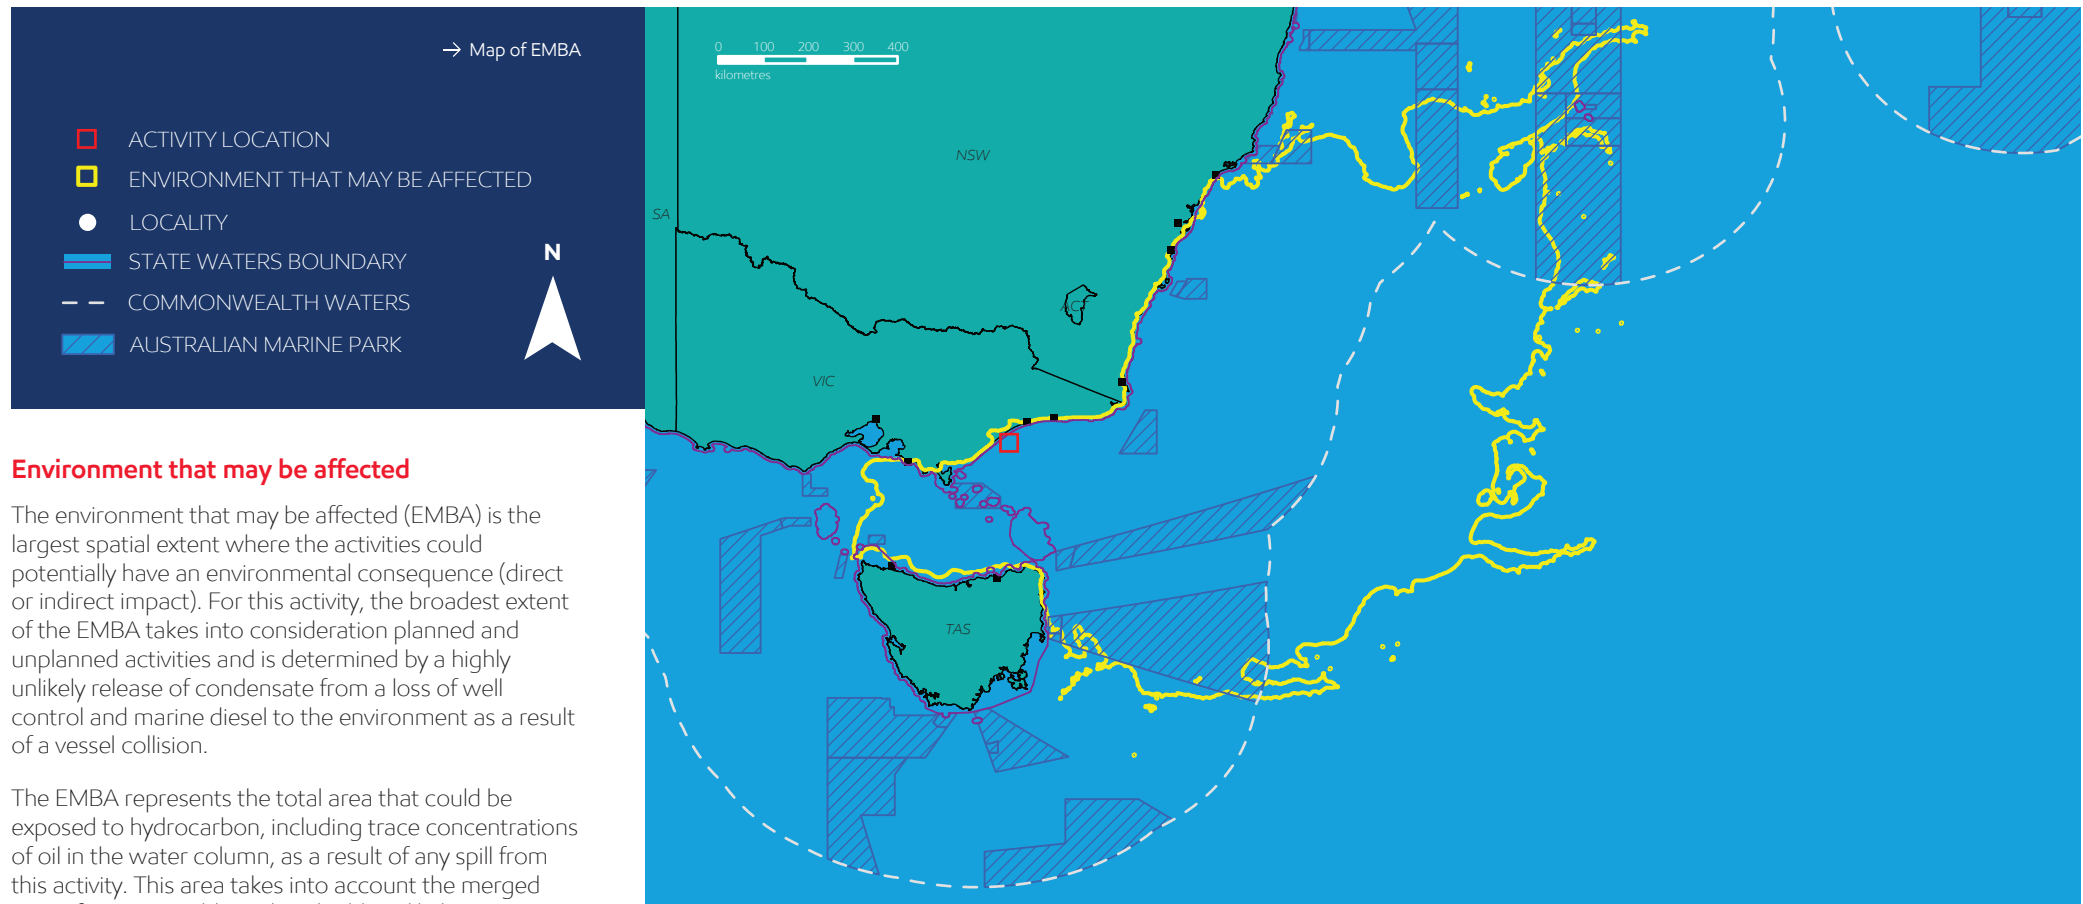 → Map of EMBA
ACTIVITY LOCATION
ENVIRONMENT THAT MAY BE AFFECTED
LOCALITY
STATE WATERS BOUNDARY
COMMONWEALTH WATERS
AUSTRALIAN MARINE PARK
N
0 100 200 300 400
kilometres
NSW
SA
ACT
VIC
TAS
Environment that may be affected
The environment that may be affected (EMBA) is the
largest spatial extent where the activities could
potentially have an environmental consequence (direct
or indirect impact). For this activity, the broadest extent
of the EMBA takes into consideration planned and
unplanned activities and is determined by a highly
unlikely release of condensate from a loss of well
control and marine diesel to the environment as a result
of a vessel collision.
The EMBA represents the total area that could be
exposed to hydrocarbon, including trace concentrations
of oil in the water column, as a result of any spill from
this activity. This area takes into account the merged